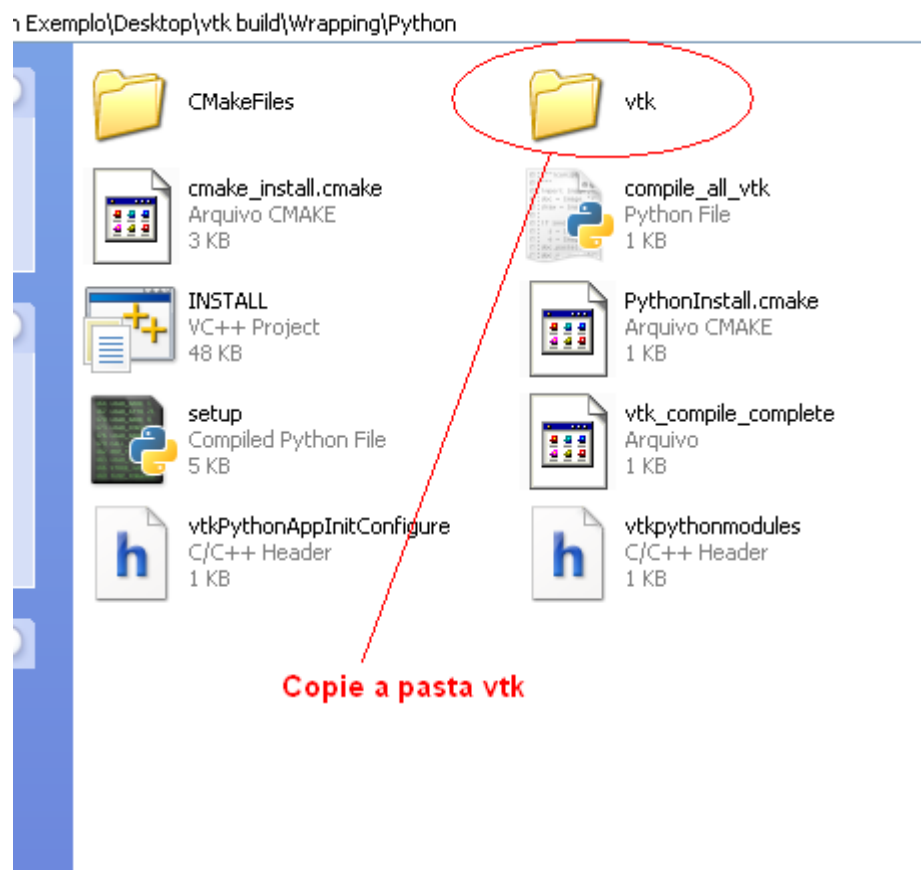 n Exemplo\Desktop\vtk build\Wrapping\Python
CMakeFiles
vtk
cmake_install.cmake
Arquivo CMAKE
3 KB
compile_all_vtk
Python File
1 KB
INSTALL
VC++ Project
48 KB
PythonInstall.cmake
Arquivo CMAKE
1 KB
setup
Compiled Python File
5 KB
vtk_compile_complete
Arquivo
1 KB
vtkPythonAppInitConfigure
C/C++ Header
1 KB
vtkpythonmodules
C/C++ Header
1 KB
Copie a pasta vtk